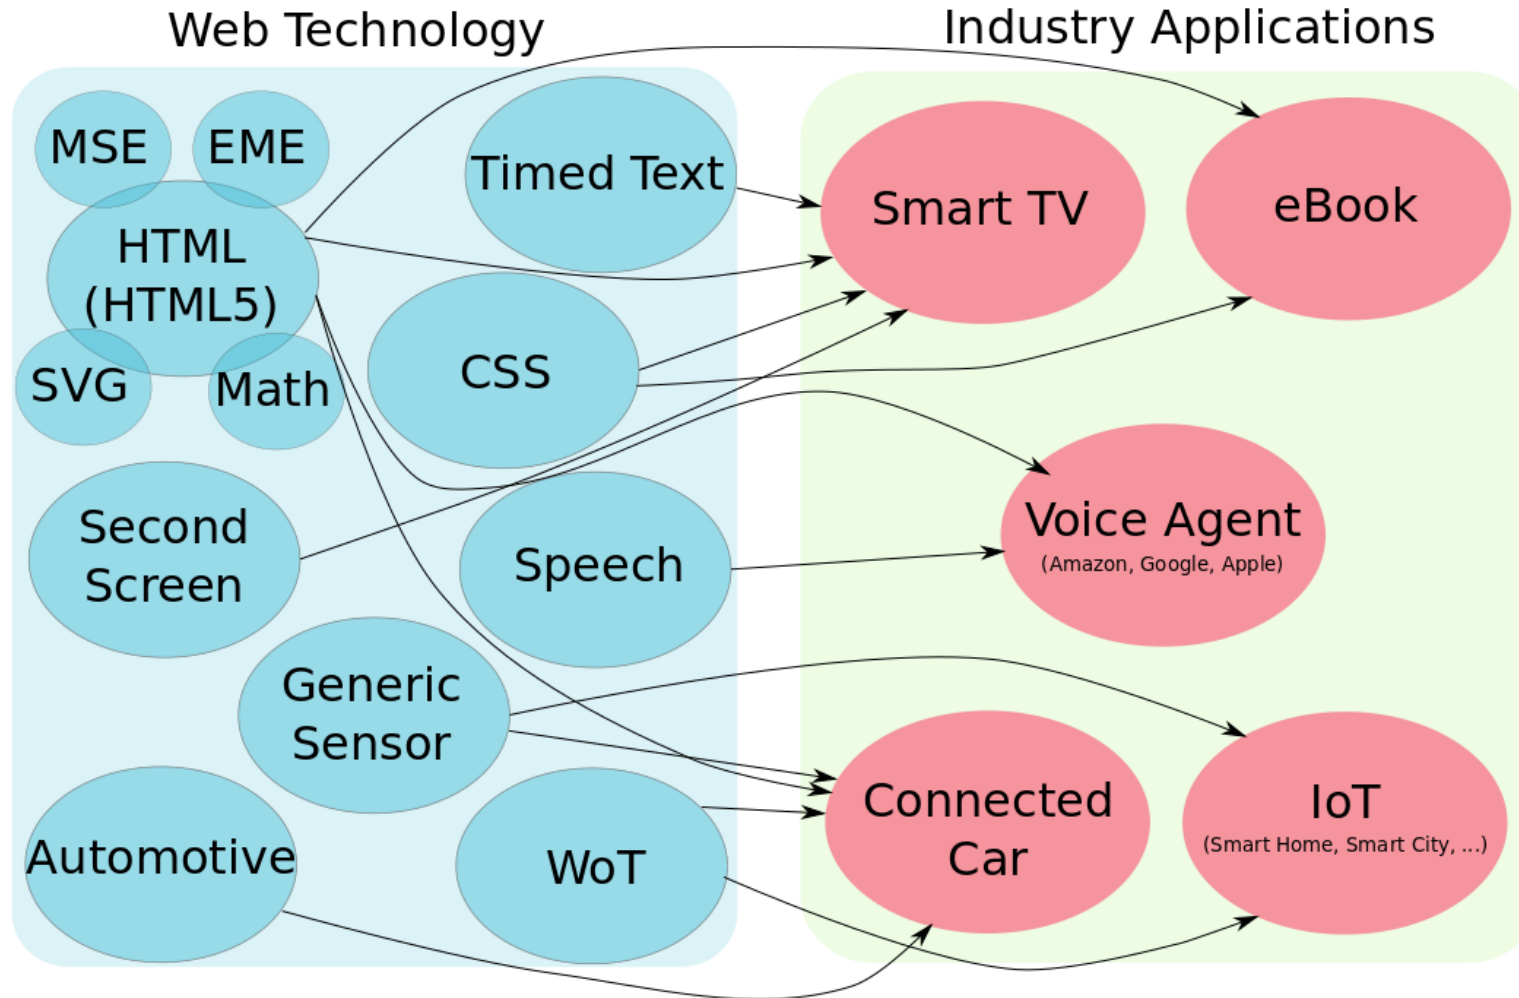 Web Technology
Industry Applications
MSE
EME
HTML
(HTML5)
SVG
Math
Timed Text
CSS
Second
Screen
Speech
Generic
Sensor
Automotive
WoT
Smart TV
eBook
Voice Agent
(Amazon, Google, Apple)
Connected
Car
IoT
(Smart Home, Smart City, ...)